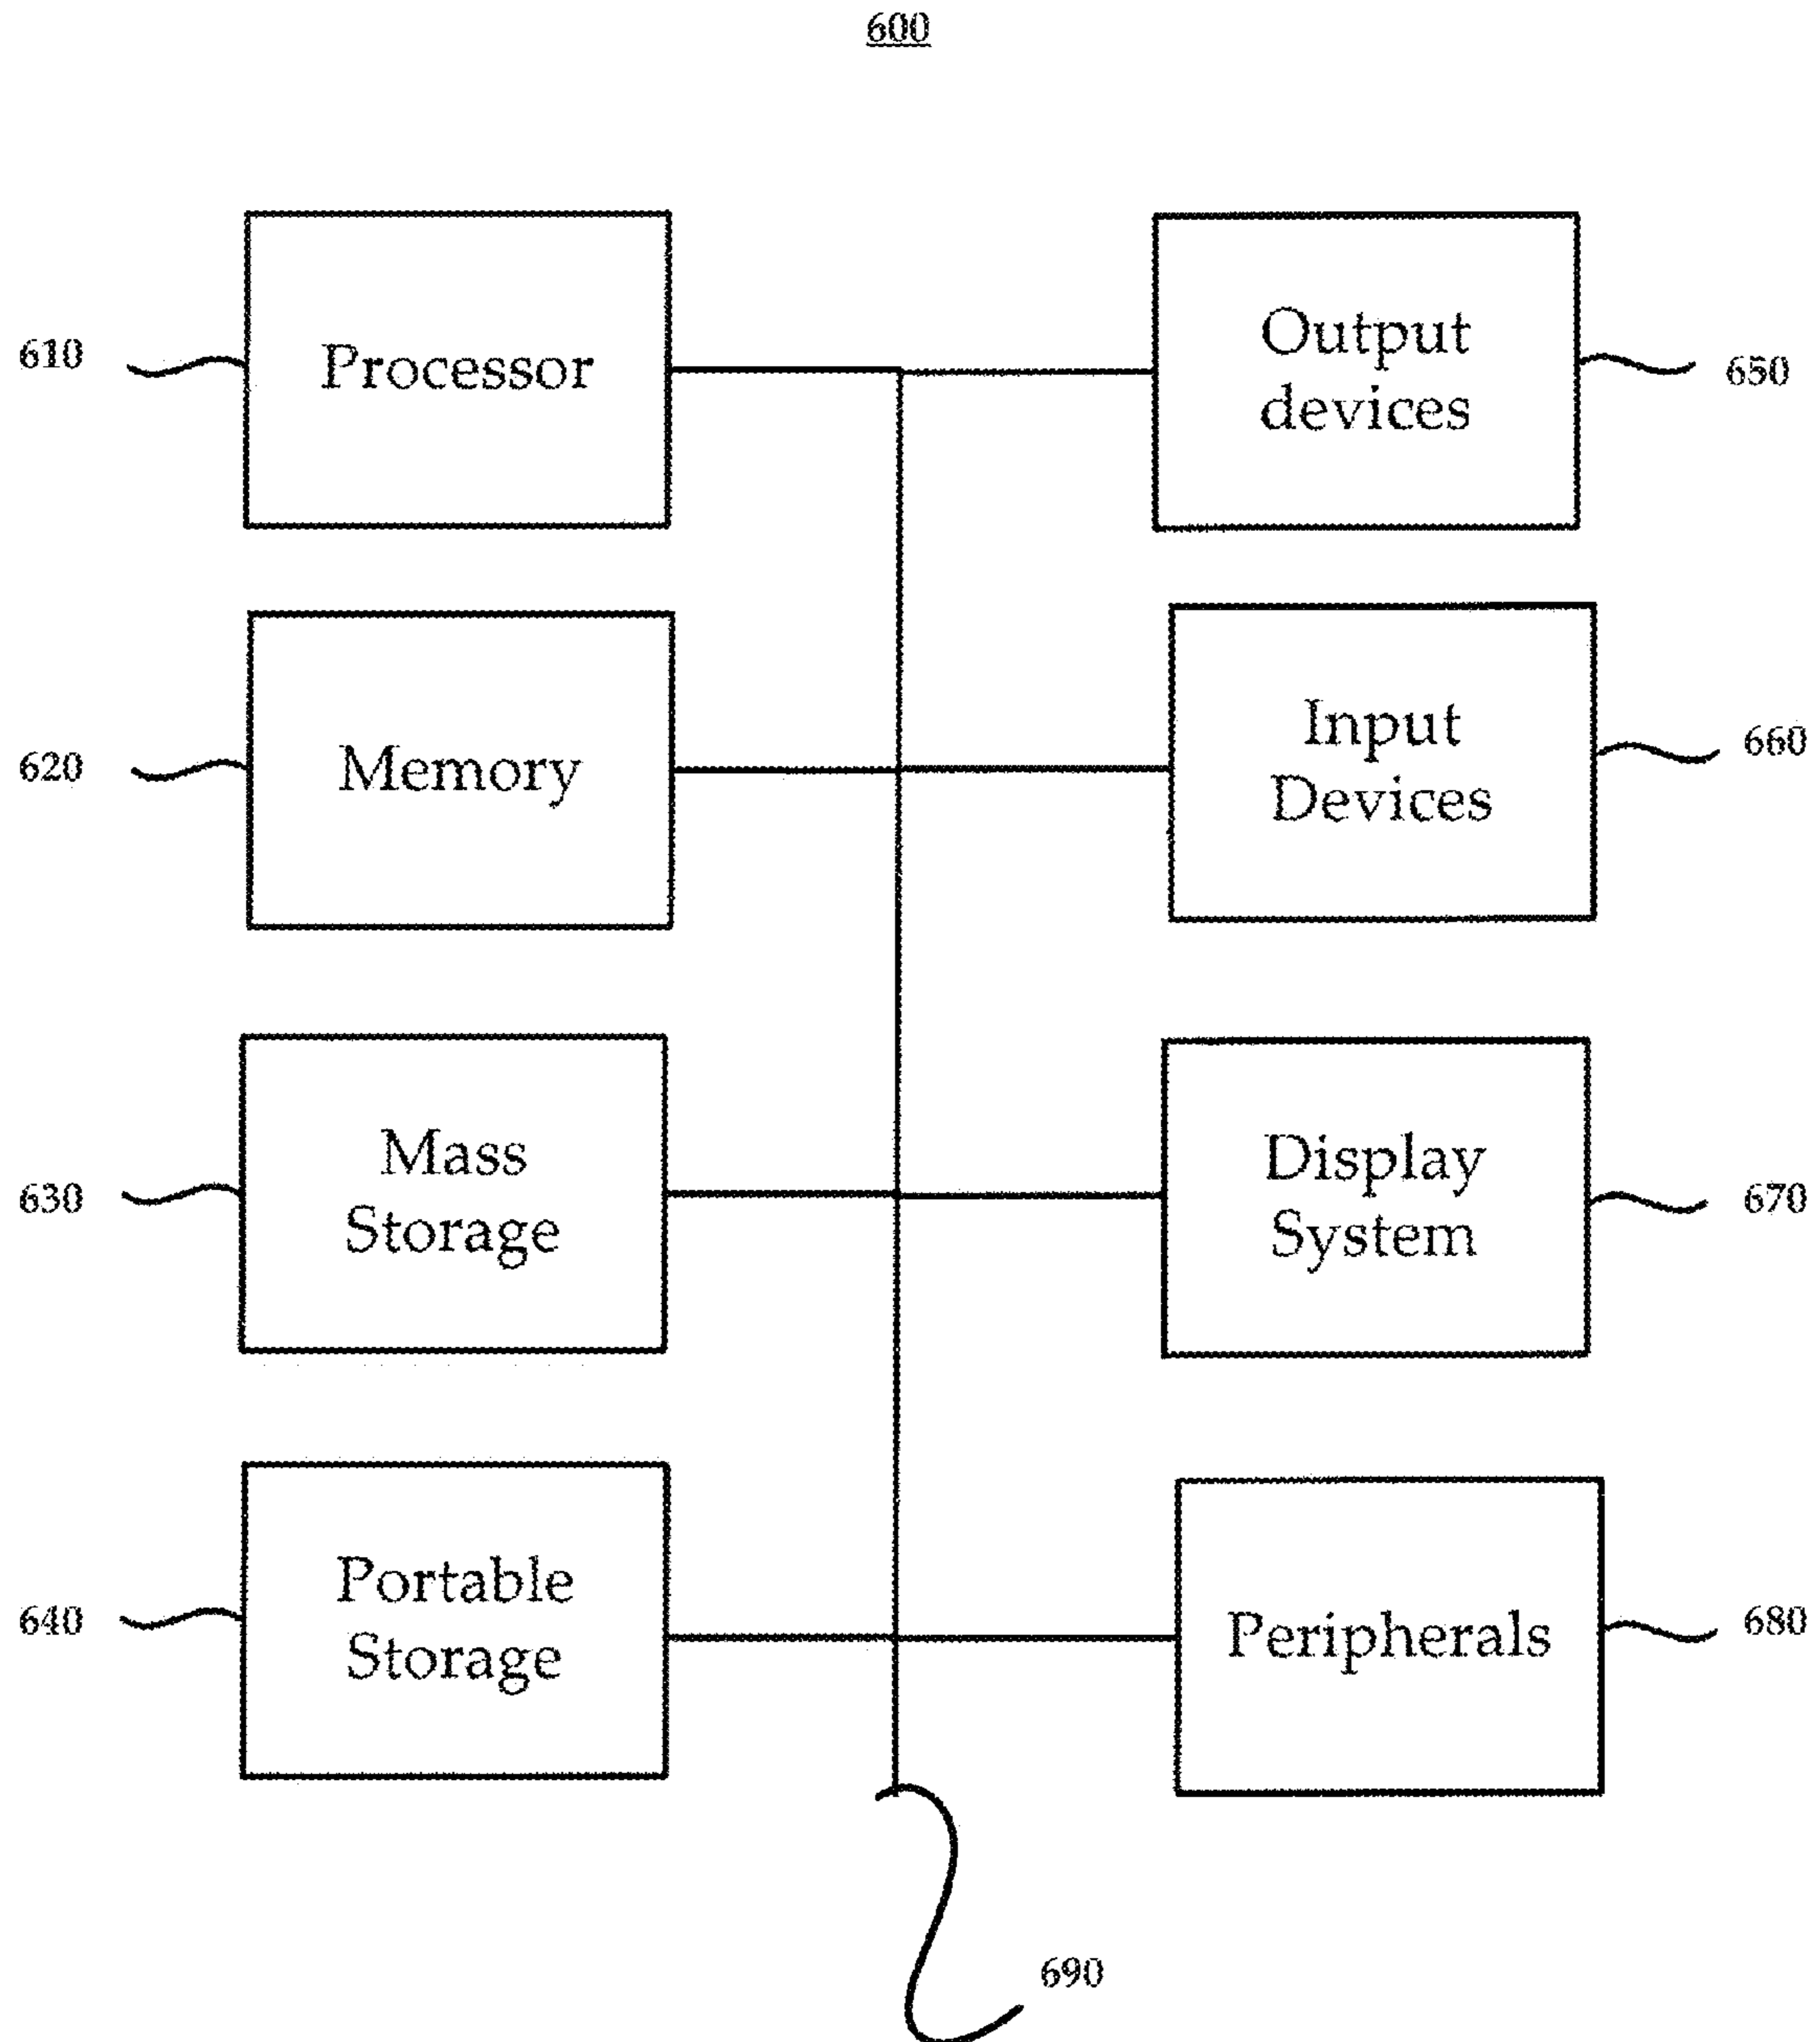 600
610
Processor
Output
devices
650
620
Memory
Input
Devices
660
630
Mass
Storage
Display
System
670
640
Portable
Storage
Peripherals
680
690